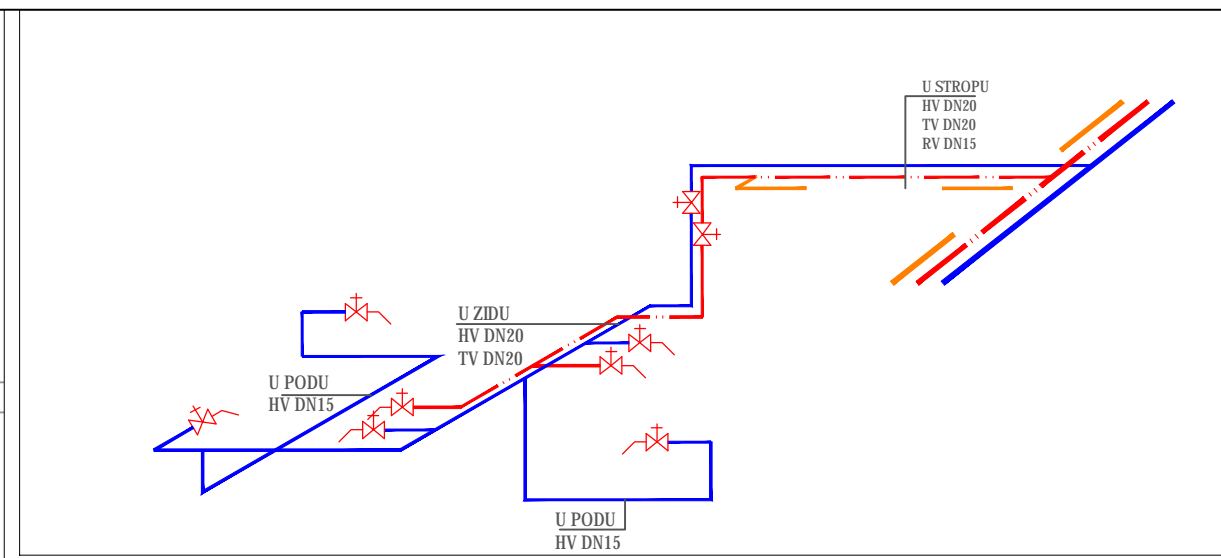 U STROPU
HV DN20
TV DN20
RV DN15
U ZIDU
HV DN20
TV DN20
U PODU
HV DN15
U PODU
HV DN15